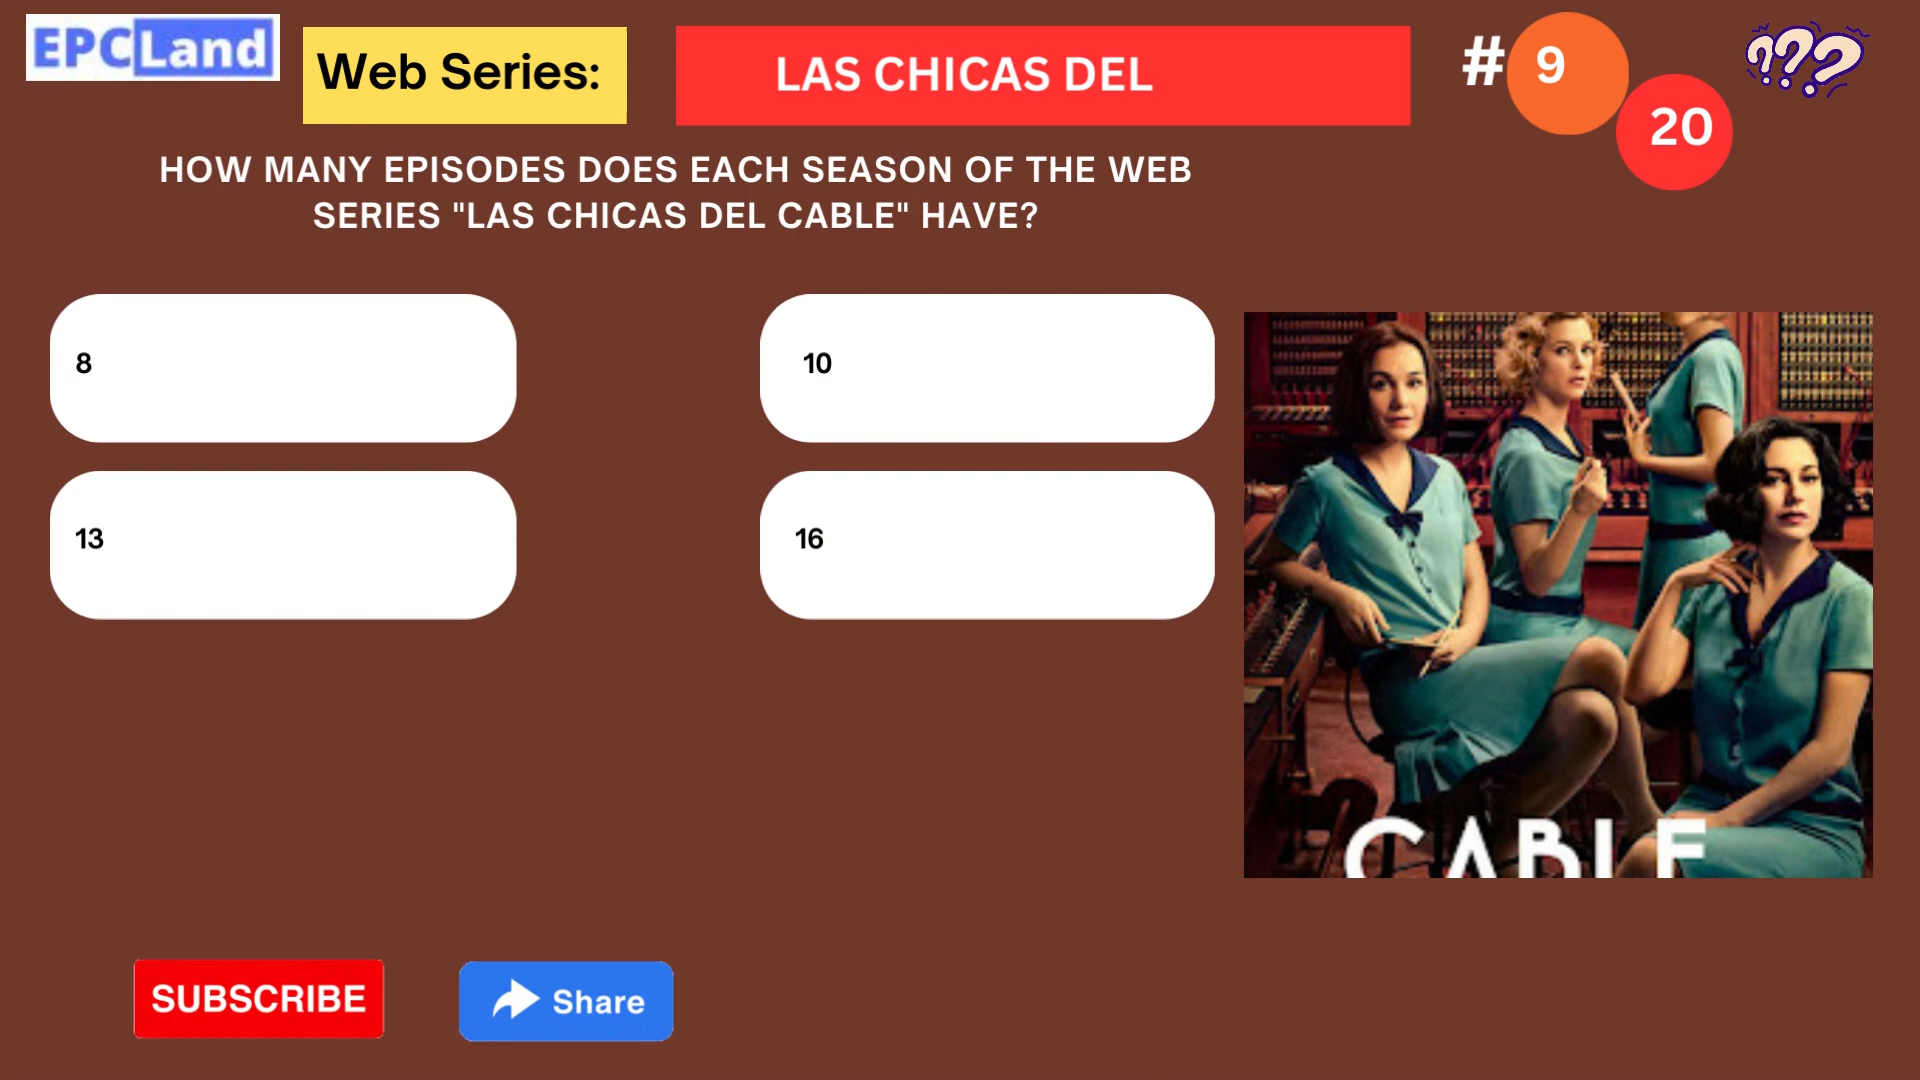 EPCLand
Web Series:
LAS CHICAS DEL
# 9
20
???
HOW MANY EPISODES DOES EACH SEASON OF THE WEB
SERIES "LAS CHICAS DEL CABLE" HAVE?
8
10
13
16
CABLE
SUBSCRIBE
Share